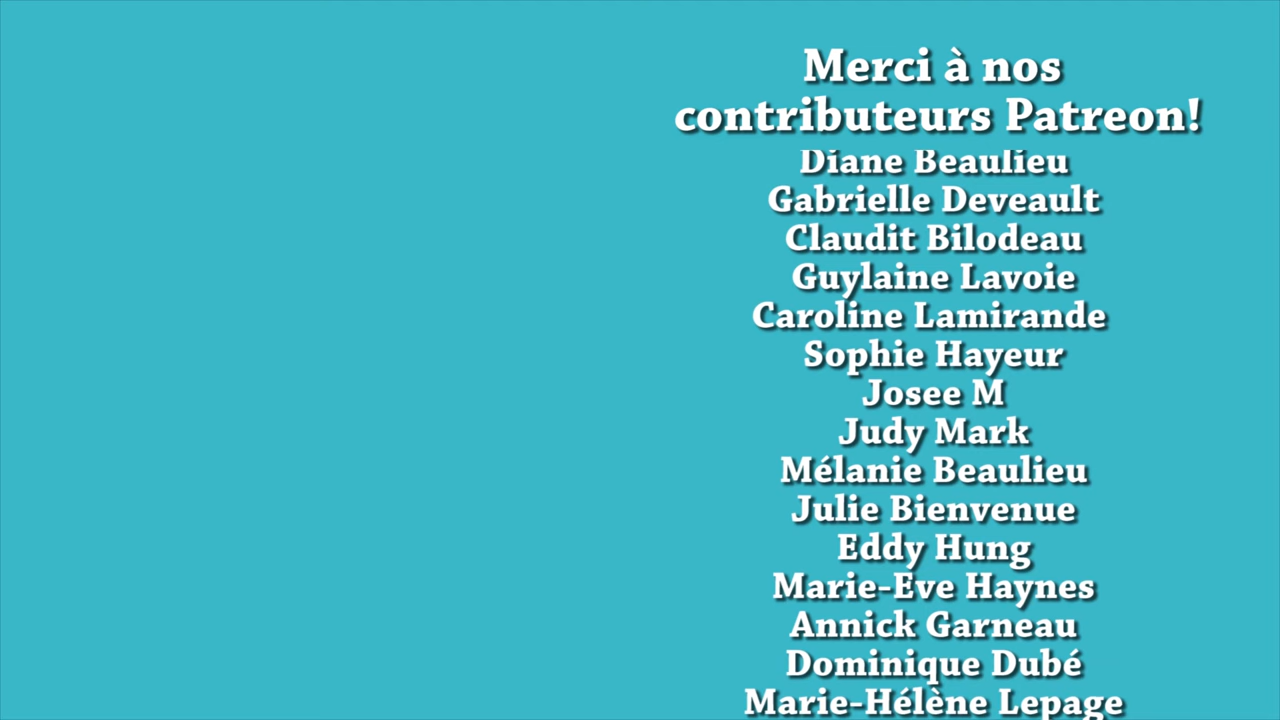 Merci à nos
contributeurs Patreon!
Diane Beaulieu
Gabrielle Deveault
Claudit Bilodeau
Guylaine Lavoie
Caroline Lamirande
Sophie Hayeur
Josee M
Judy Mark
Mélanie Beaulieu
Julie Bienvenue
Eddy Hung
Marie-Eve Haynes
Annick Garneau
Dominique Dubé
Marie-Hélène Lepage